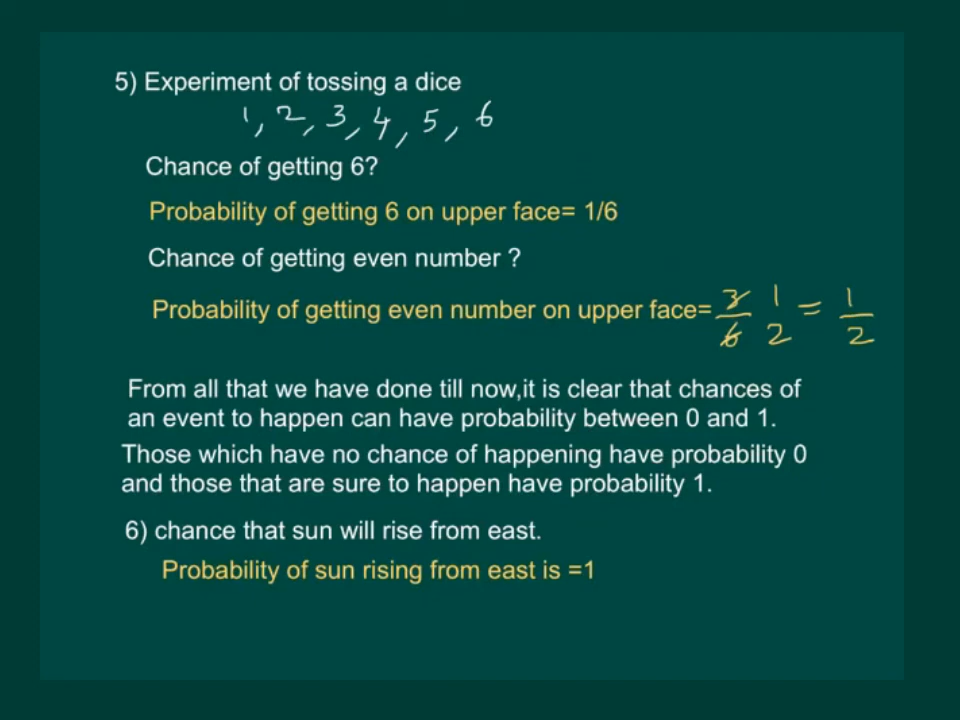 5) Experiment of tossing a dice
1, 2, 3, 4, 5, 6
Chance of getting 6?
Probability of getting 6 on upper face= 1/6
Chance of getting even number ?
Probability of getting even number on upper face= 3/6 1/2 = 1/2
From all that we have done till now,it is clear that chances of
an event to happen can have probability between 0 and 1.
Those which have no chance of happening have probability 0
and those that are sure to happen have probability 1.
6) chance that sun will rise from east.
Probability of sun rising from east is =1